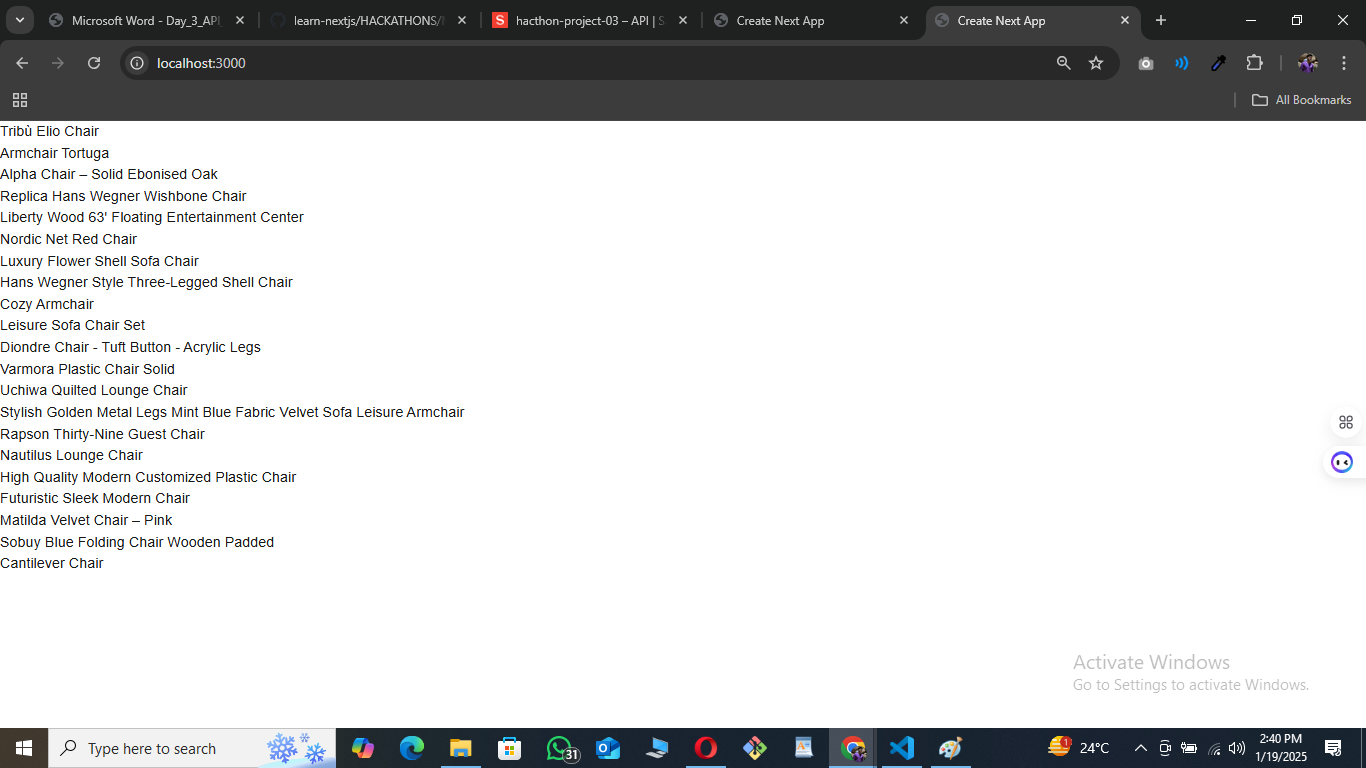 Microsoft Word - Day_3_API
learn-nextjs/HACKATHONS/
S hacthon-project-03 – API | S
Create Next App
Create Next App
localhost:3000
All Bookmarks
Tribù Elio Chair
Armchair Tortuga
Alpha Chair – Solid Ebonised Oak
Replica Hans Wegner Wishbone Chair
Liberty Wood 63' Floating Entertainment Center
Nordic Net Red Chair
Luxury Flower Shell Sofa Chair
Hans Wegner Style Three-Legged Shell Chair
Cozy Armchair
Leisure Sofa Chair Set
Diondre Chair - Tuft Button - Acrylic Legs
Varmora Plastic Chair Solid
Uchiwa Quilted Lounge Chair
Stylish Golden Metal Legs Mint Blue Fabric Velvet Sofa Leisure Armchair
Rapson Thirty-Nine Guest Chair
Nautilus Lounge Chair
High Quality Modern Customized Plastic Chair
Futuristic Sleek Modern Chair
Matilda Velvet Chair – Pink
Sobuy Blue Folding Chair Wooden Padded
Cantilever Chair
Activate Windows
Go to Settings to activate Windows.
Type here to search
31
1
24°C
2:40 PM
1/19/2025